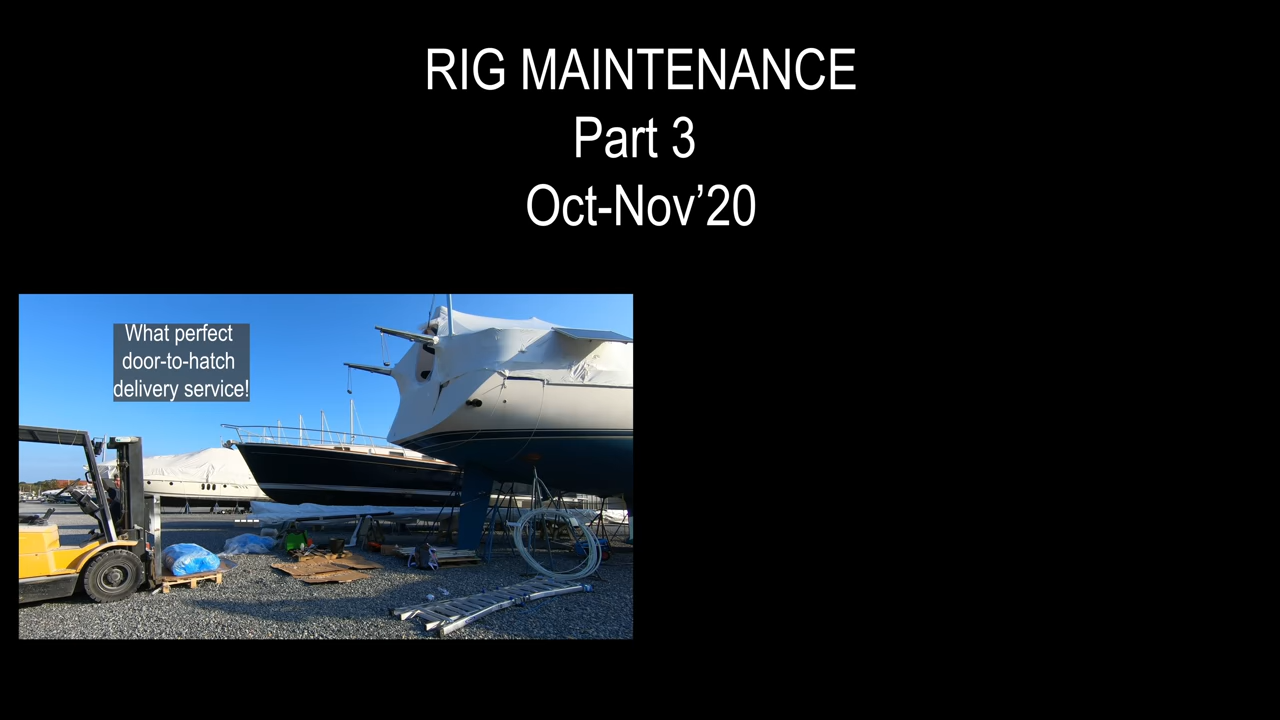 RIG MAINTENANCE
Part 3
Oct-Nov’20
What perfect
door-to-hatch
delivery service!